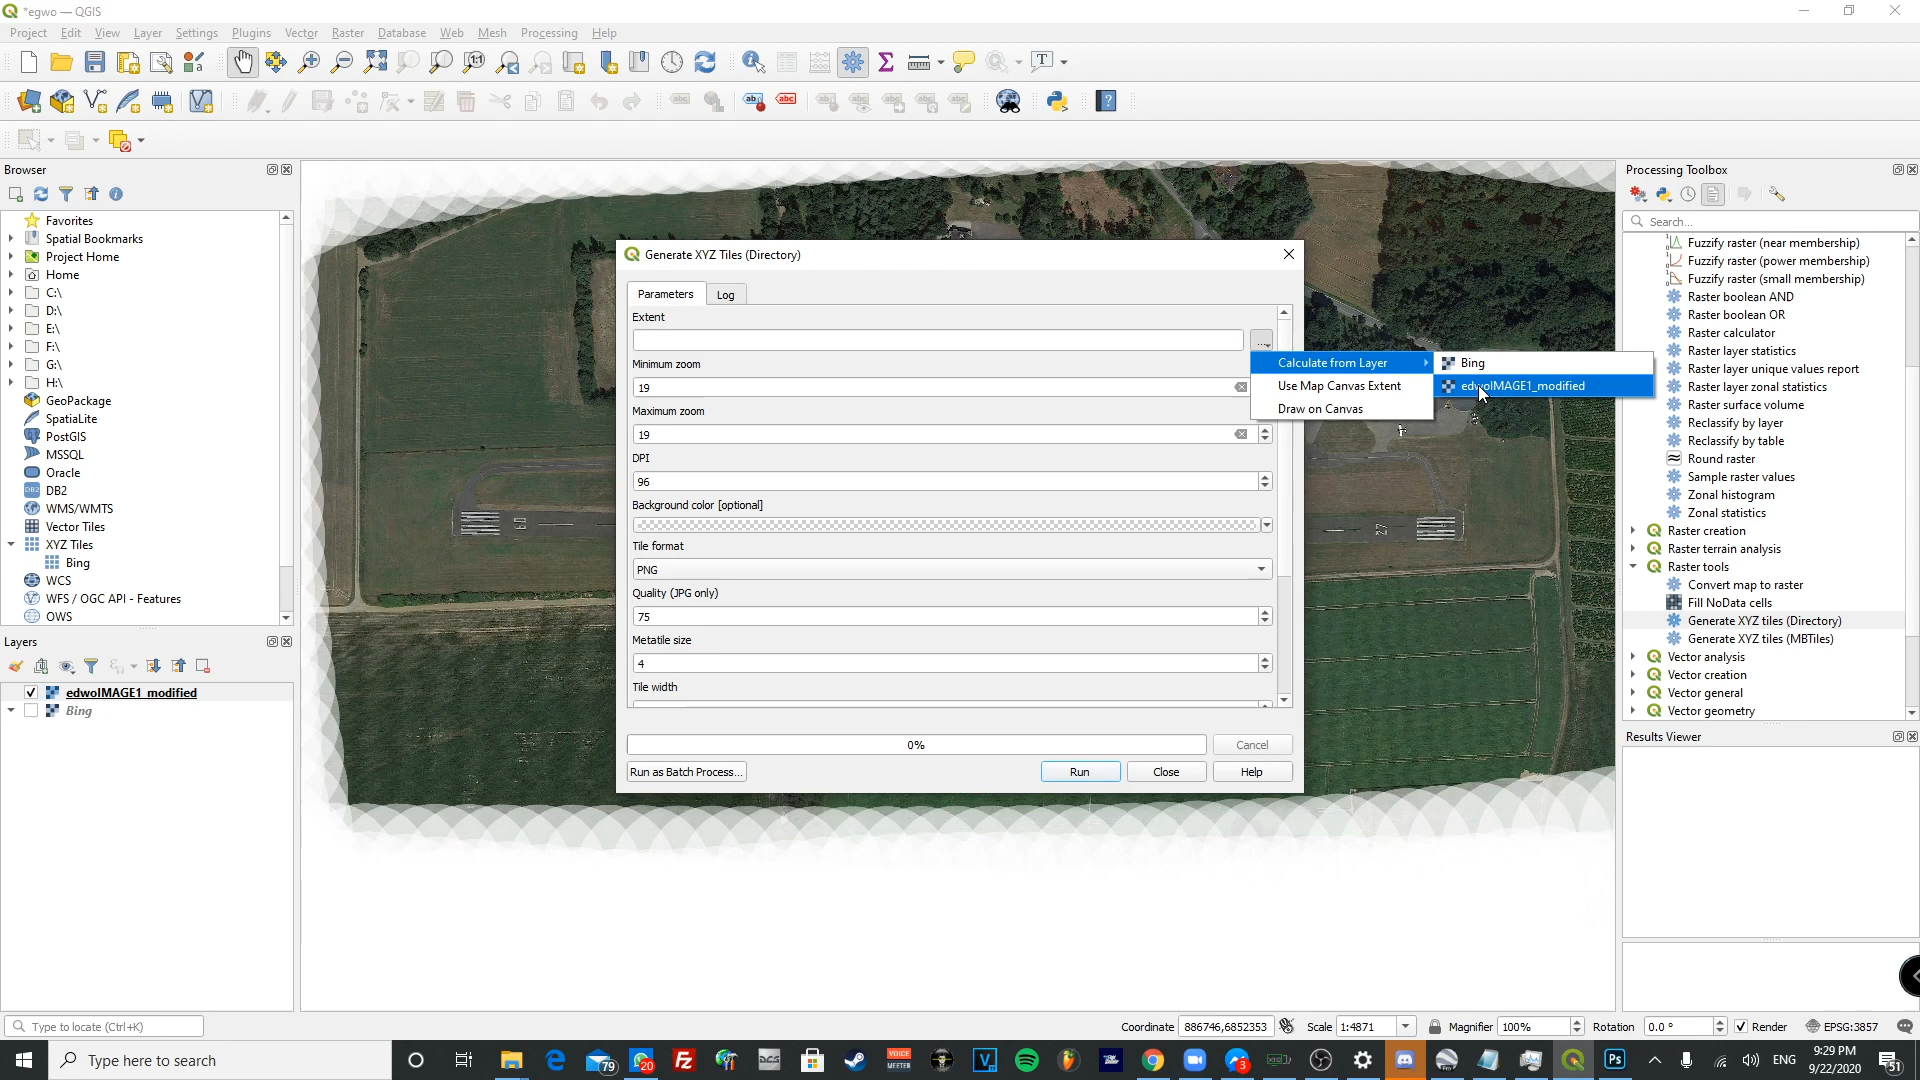 *egwo — QGIS
Project Edit View Layer Settings Plugins Vector Raster Database Web Mesh Processing Help
Browser
Favorites
Spatial Bookmarks
Project Home
Home
C:\
D:\
E:\
F:\
G:\
H:\
GeoPackage
SpatiaLite
PostGIS
MSSQL
Oracle
DB2
WMS/WMTS
Vector Tiles
XYZ Tiles
Bing
WCS
WFS / OGC API - Features
OWS
Layers
edwoIMAGE1_modified
Bing
Generate XYZ Tiles (Directory)
Parameters Log
Extent
Minimum zoom
19
Maximum zoom
19
DPI
96
Background color [optional]
Tile format
PNG
Quality (JPG only)
75
Metatile size
4
Tile width
0% Cancel
Run as Batch Process... Run Close Help
Calculate from Layer
Use Map Canvas Extent
Draw on Canvas
Bing
edwoIMAGE1_modified
27
Processing Toolbox
Search...
Fuzzify raster (near membership)
Fuzzify raster (power membership)
Fuzzify raster (small membership)
Raster boolean AND
Raster boolean OR
Raster calculator
Raster layer statistics
Raster layer unique values report
Raster layer zonal statistics
Raster surface volume
Reclassify by layer
Reclassify by table
Round raster
Sample raster values
Zonal histogram
Zonal statistics
Raster creation
Raster terrain analysis
Raster tools
Convert map to raster
Fill NoData cells
Generate XYZ tiles (Directory)
Generate XYZ tiles (MBTiles)
Vector analysis
Vector creation
Vector general
Vector geometry
Results Viewer
Type to locate (Ctrl+K) Coordinate 886746,6852353 Scale 1:4871 Magnifier 100% Rotation 0.0 ° Render EPSG:3857
Type here to search 79 20 VOICE MEETER 3 Ps ENG 9:29 PM
9/22/2020 51